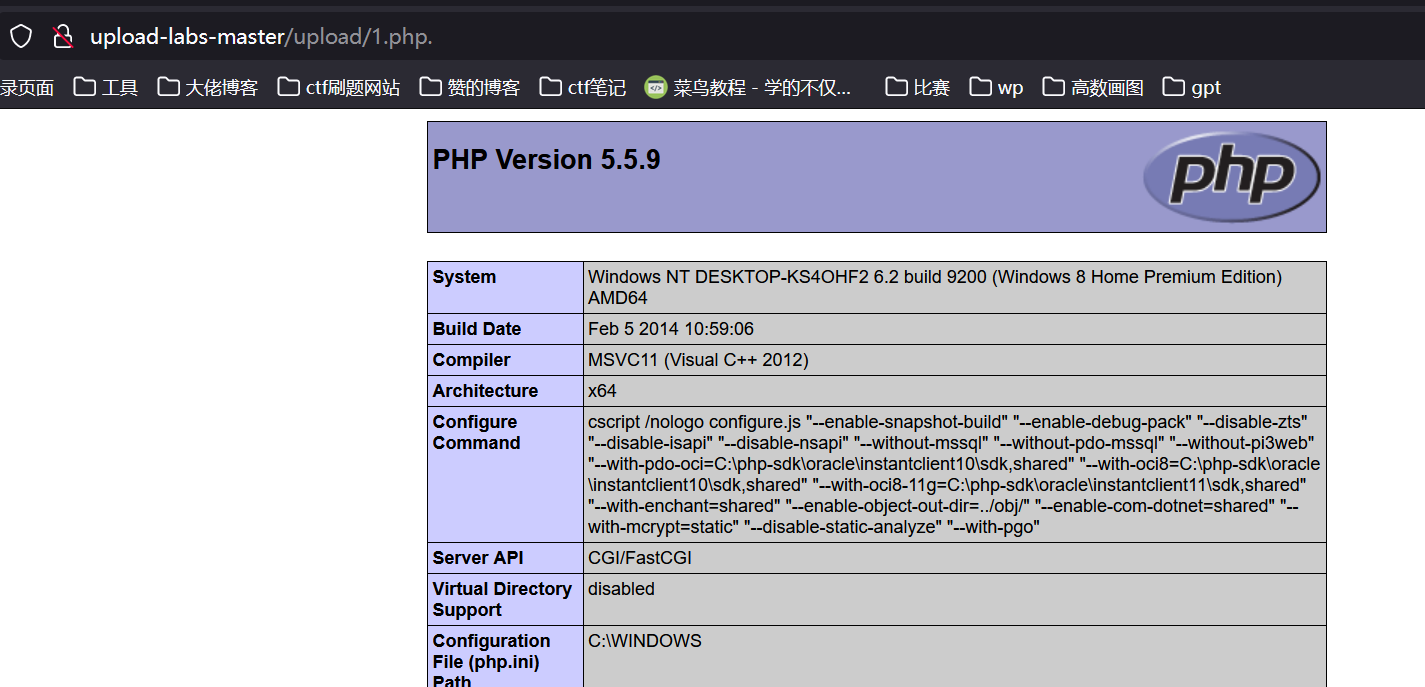 upload-labs-master/upload/1.php.
录页面 工具 大佬博客 ctf刷题网站 赞的博客 ctf笔记 菜鸟教程 - 学的不仅... 比赛 wp 高数画图 gpt
PHP Version 5.5.9
php
System Windows NT DESKTOP-KS4OHF2 6.2 build 9200 (Windows 8 Home Premium Edition)
AMD64
Build Date Feb 5 2014 10:59:06
Compiler MSVC11 (Visual C++ 2012)
Architecture x64
Configure Command cscript /nologo configure.js "--enable-snapshot-build" "--enable-debug-pack" "--disable-zts"
"--disable-isapi" "--disable-nsapi" "--without-mssql" "--without-pdo-mssql" "--without-pi3web"
"--with-pdo-oci=C:\php-sdk\oracle\instantclient10\sdk,shared" "--with-oci8=C:\php-sdk\oracle
\instantclient10\sdk,shared" "--with-oci8-11g=C:\php-sdk\oracle\instantclient11\sdk,shared"
"--with-enchant=shared" "--enable-object-out-dir=../obj/" "--enable-com-dotnet=shared" "--
with-mcrypt=static" "--disable-static-analyze" "--with-pgo"
Server API CGI/FastCGI
Virtual Directory
Support disabled
Configuration
File (php.ini)
Path C:\WINDOWS